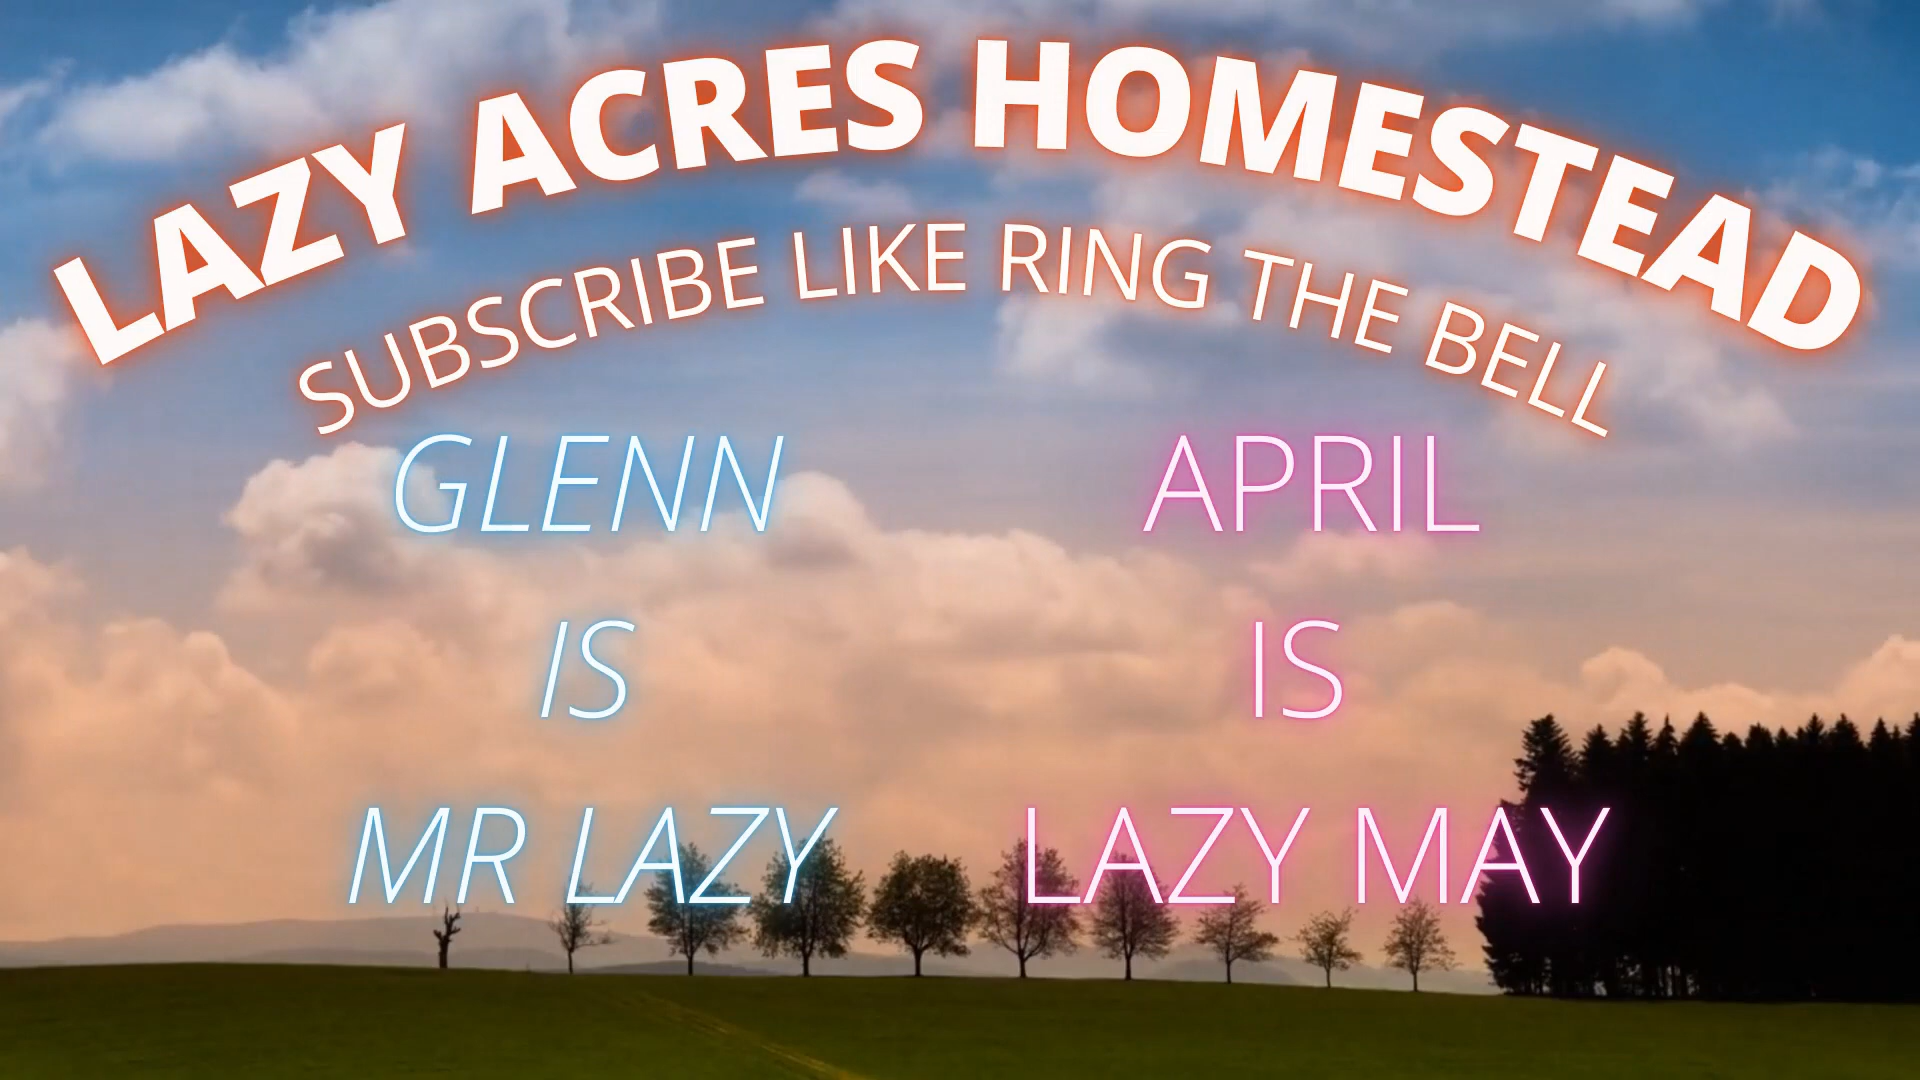 LAZY ACRES HOMESTEAD
SUBSCRIBE LIKE RING THE BELL
GLENN
IS
MR LAZY
APRIL
IS
LAZY MAY